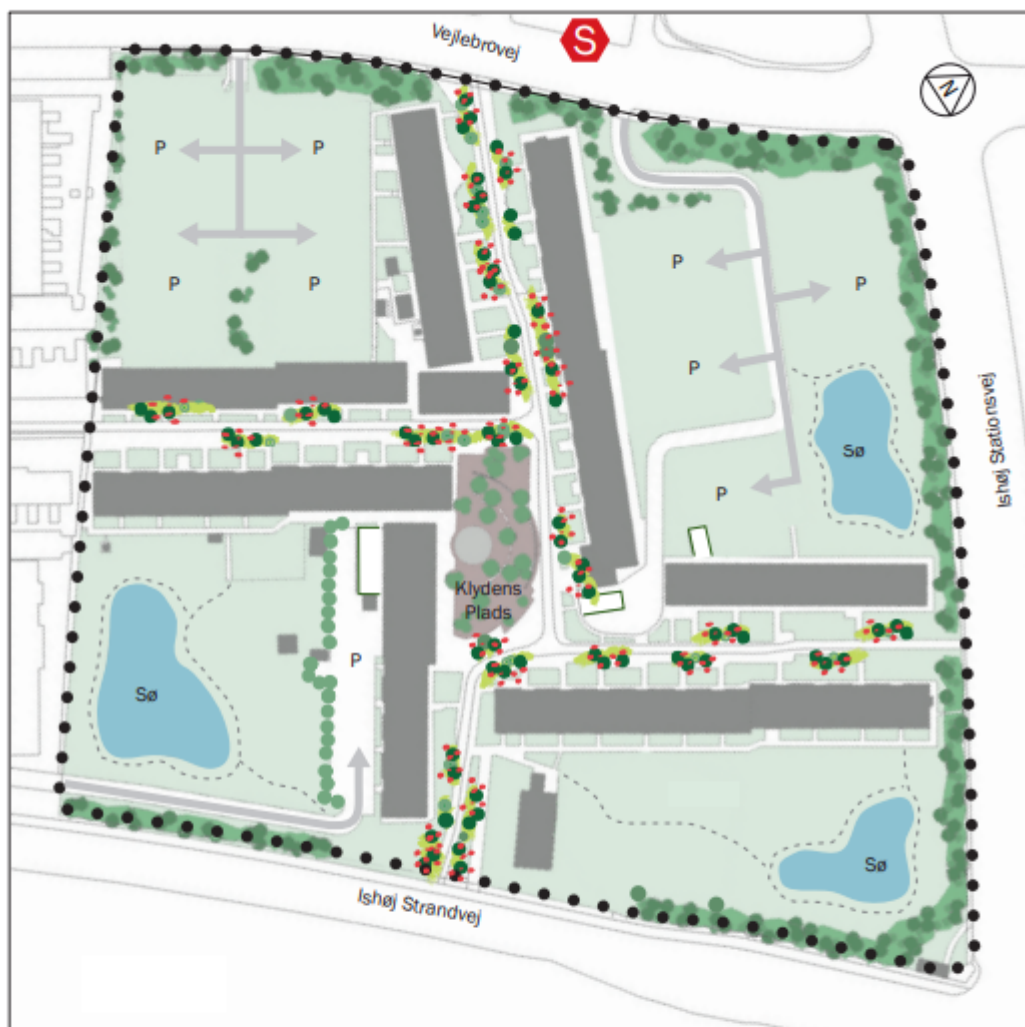 Vejlebrovej
S
N
P
P
P
P
P
P
P
P
Sø
Ishøj Stationsvej
Klydens
Plads
P
Sø
Sø
Ishøj Strandvej